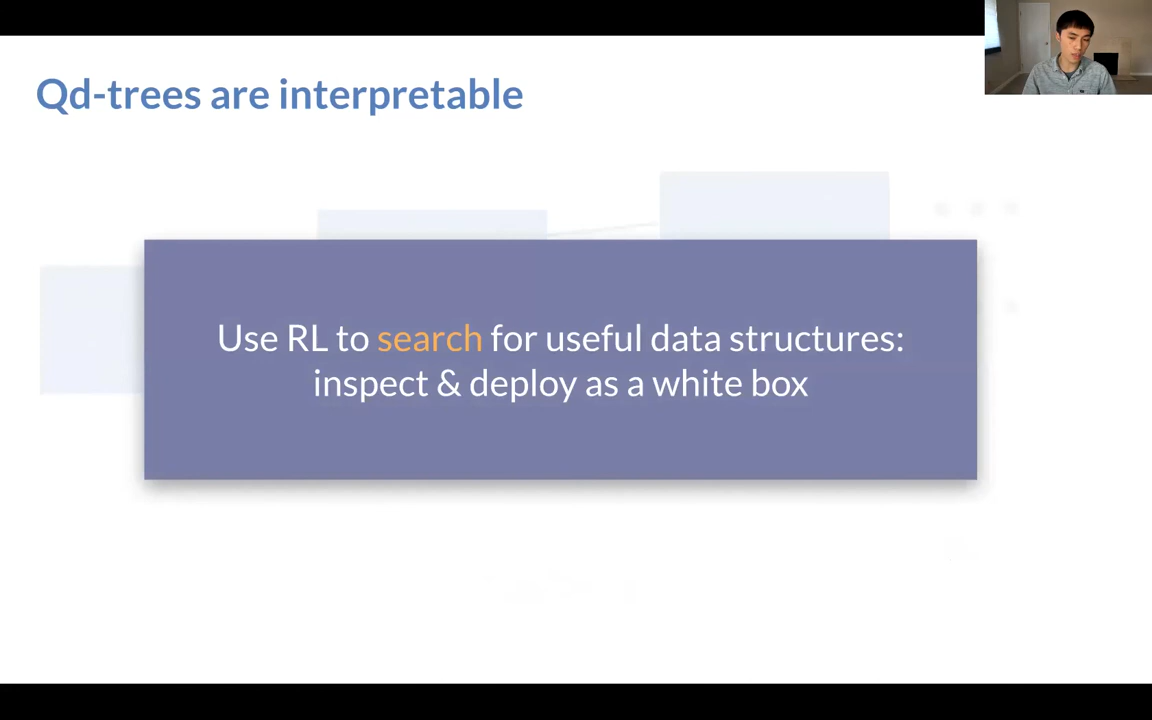 Qd-trees are interpretable
Use RL to search for useful data structures:
inspect & deploy as a white box